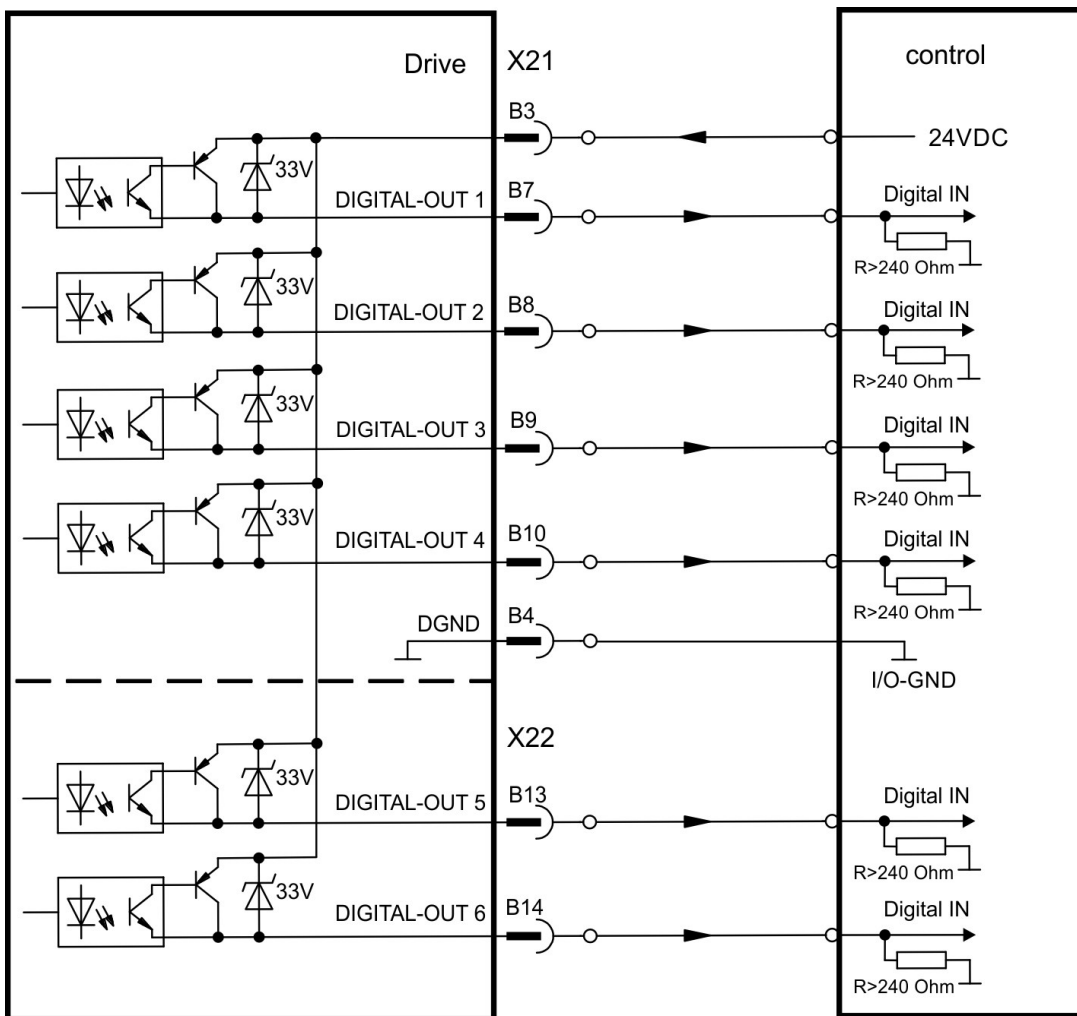 Drive
X21
control
B3
24VDC
33V
DIGITAL-OUT 1
B7
Digital IN
R>240 Ohm
33V
DIGITAL-OUT 2
B8
Digital IN
R>240 Ohm
33V
DIGITAL-OUT 3
B9
Digital IN
R>240 Ohm
33V
DIGITAL-OUT 4
B10
Digital IN
R>240 Ohm
DGND
B4
I/O-GND
X22
33V
DIGITAL-OUT 5
B13
Digital IN
R>240 Ohm
33V
DIGITAL-OUT 6
B14
Digital IN
R>240 Ohm